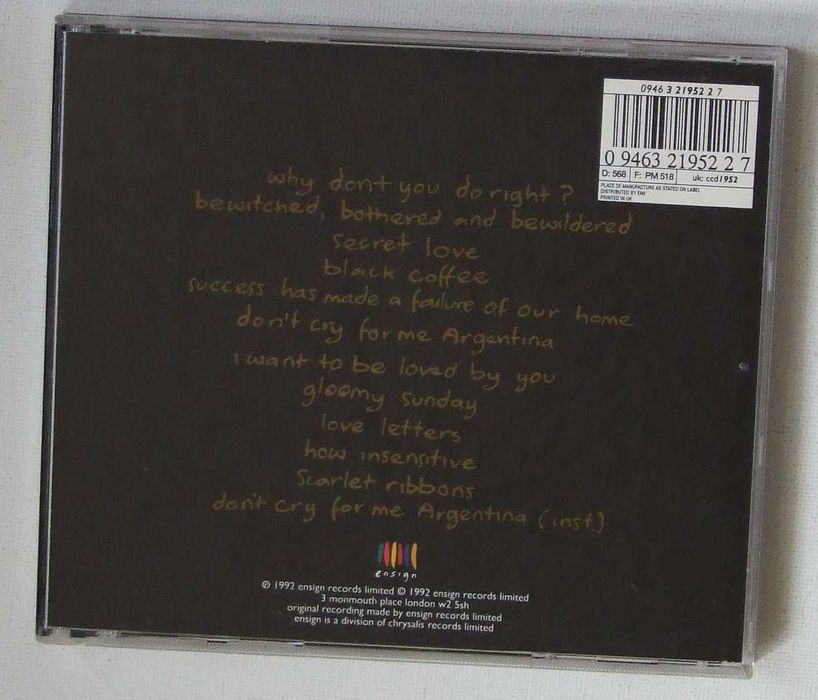 0946 3 21952 2 7
0 09463 21952 2 7
D: 568 F: PM 518 uk: ccd1952
PLACE OF MANUFACTURE AS STATED ON LABEL
DISTRIBUTED BY EMI
PRINTED IN UK
why don't you do right?
bewitched, bothered and bewildered
secret love
black coffee
success has made a failure of our home
don't cry for me Argentina
I want to be loved by you
gloomy sunday
love letters
how insensitive
scarlet ribbons
don't cry for me Argentina (inst.)
ensign
℗ 1992 ensign records limited © 1992 ensign records limited
3 monmouth place london w2 5sh
original recording made by ensign records limited
ensign is a division of chrysalis records limited